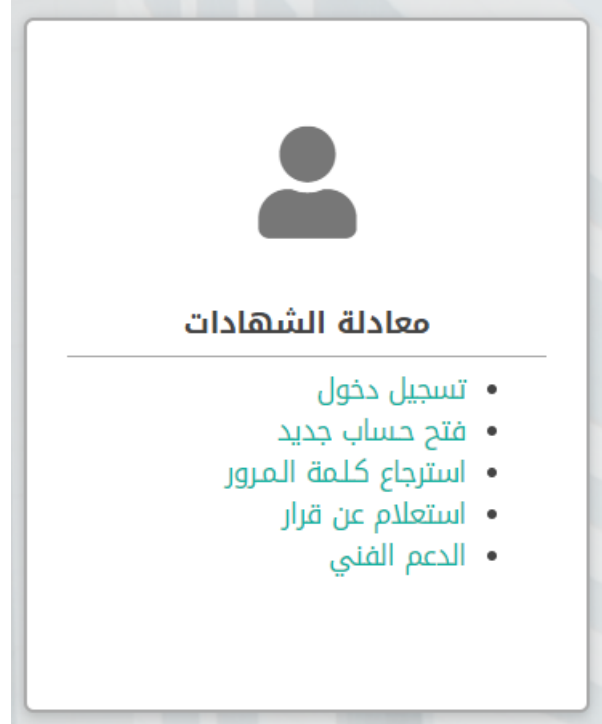 معادلة الشهادات
تسجيل دخول
فتح حساب جديد
استرجاع كلمة المرور
استعلام عن قرار
الدعم الفني